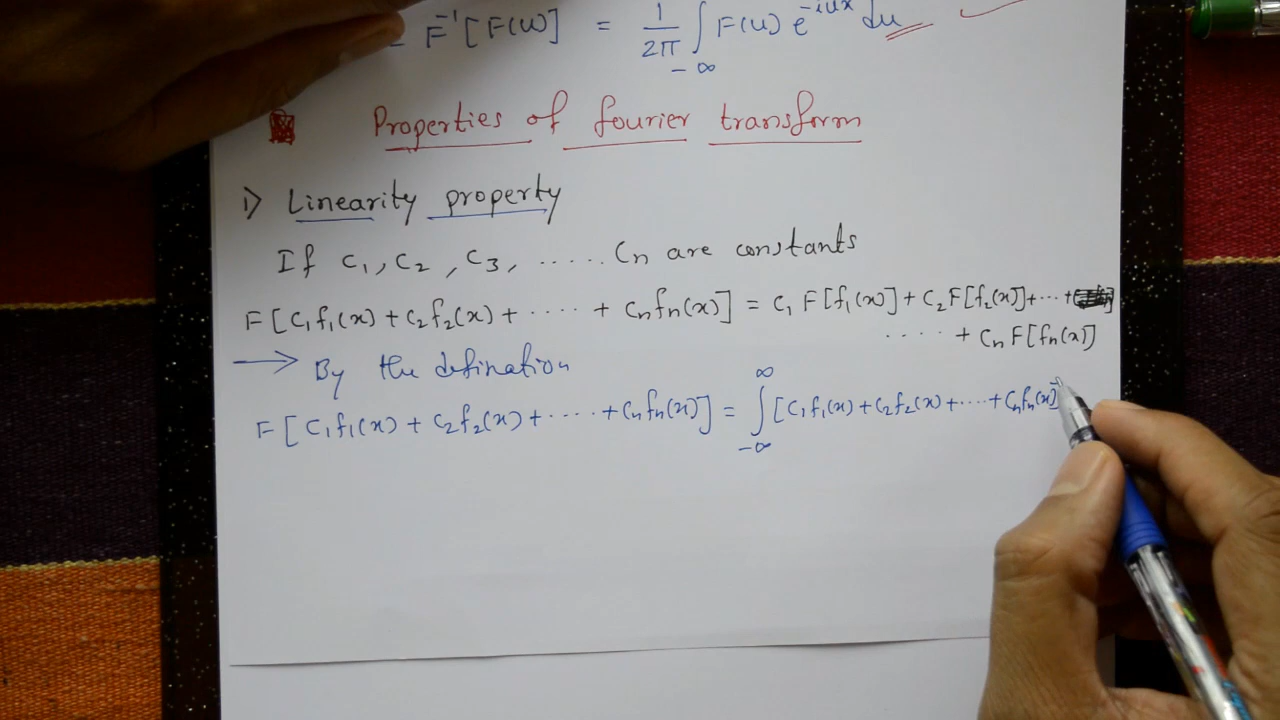 F⁻¹[F(u)] = 1/2π ∫_{-∞} F(u) e^{-iux} du
Properties of fourier transform
1) Linearity property
If c₁, c₂, c₃, ..... cₙ are constants
F[c₁f₁(x) + c₂f₂(x) + ..... + cₙfₙ(x)] = c₁F[f₁(x)] + c₂F[f₂(x)] + ... +
.... + cₙF[fₙ(x)]
→ By the defination
F[c₁f₁(x) + c₂f₂(x) + ..... + cₙfₙ(x)] = ∫_{-∞}^{∞} [c₁f₁(x) + c₂f₂(x) + .... + cₙfₙ(x)]